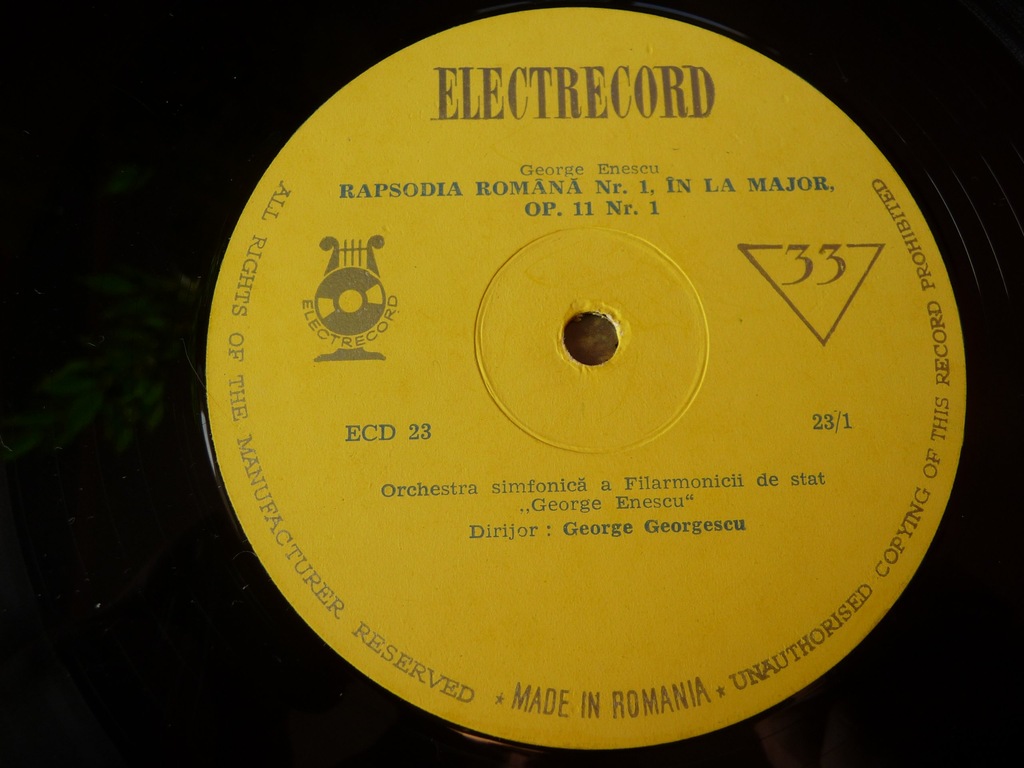 ELECTRECORD
George Enescu
RAPSODIA ROMÂNĂ Nr. 1, ÎN LA MAJOR,
OP. 11 Nr. 1
33
ELECTRECORD
ECD 23
23/1
Orchestra simfonică a Filarmonicii de stat
„George Enescu“
Dirijor : George Georgescu
ALL RIGHTS OF THE MANUFACTURER RESERVED ★ MADE IN ROMANIA ★ UNAUTHORISED COPYING OF THIS RECORD PROHIBITED